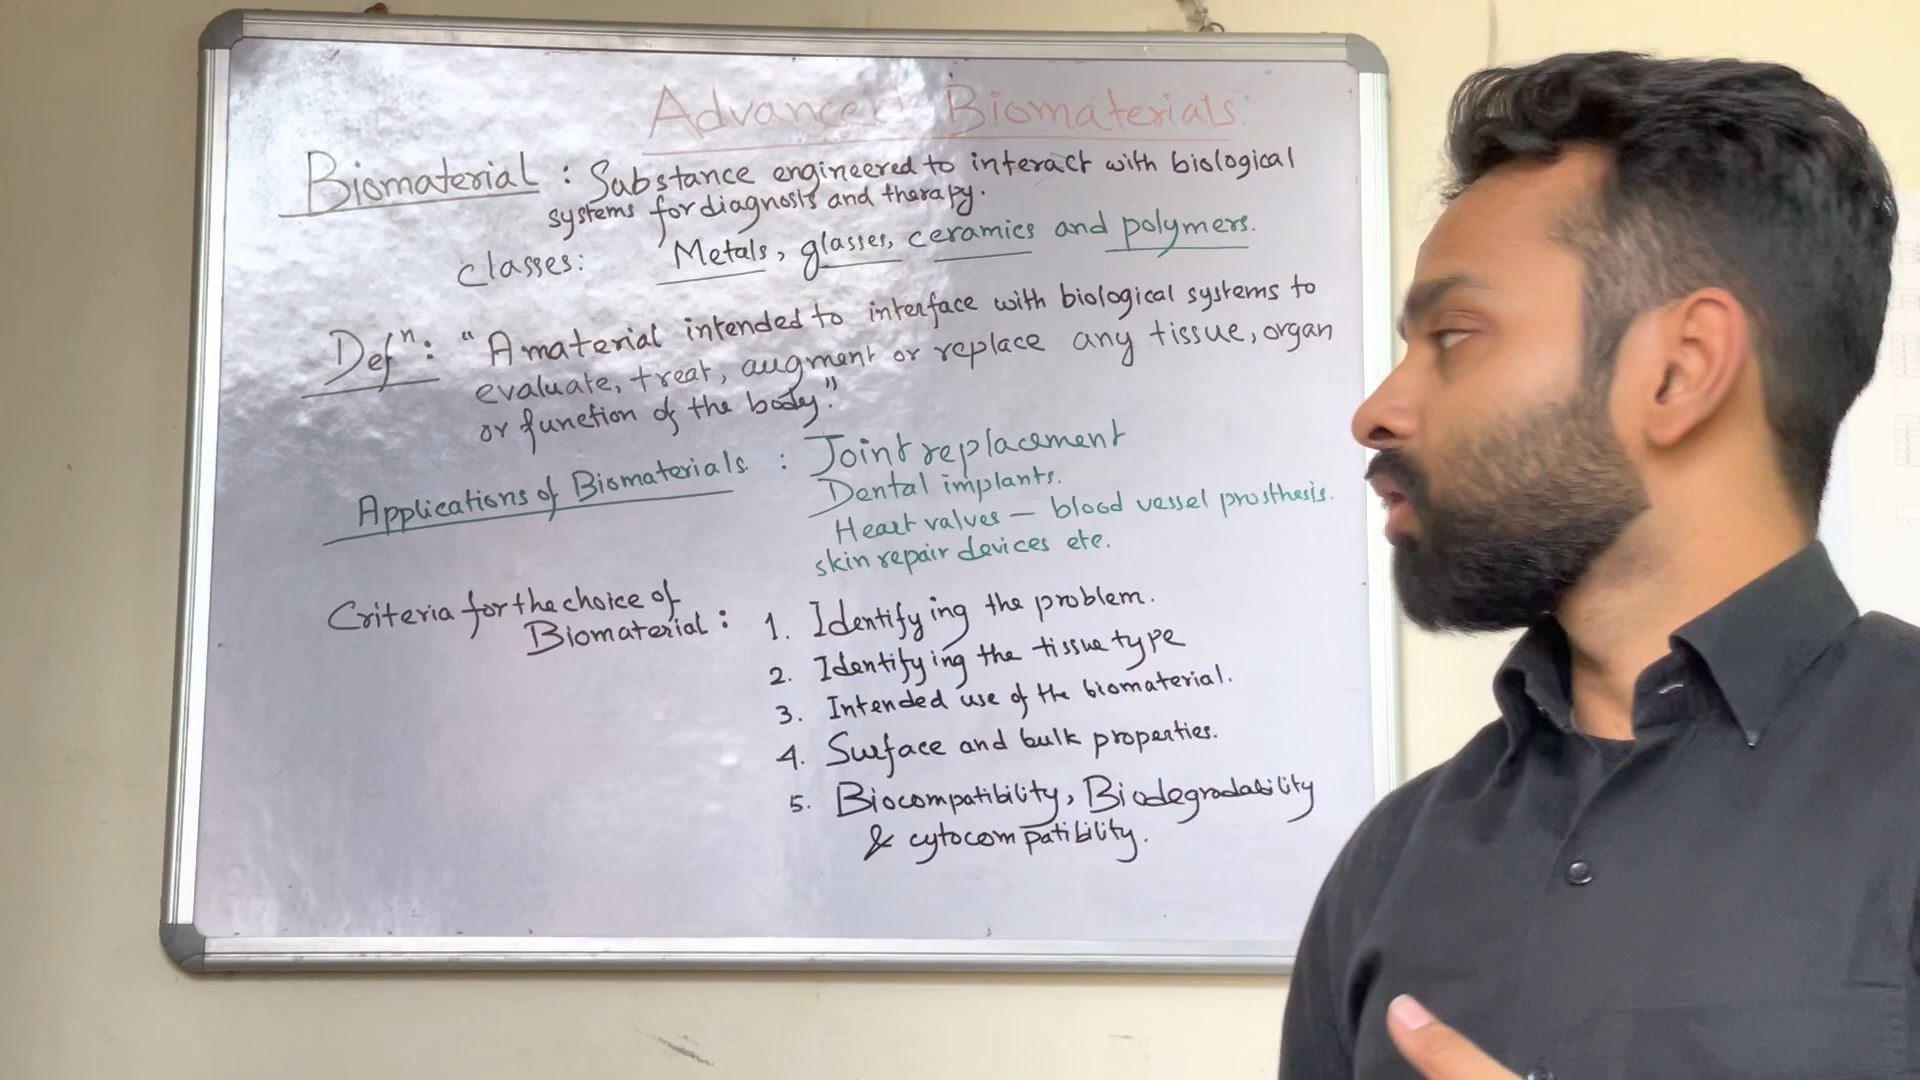 Advanced Biomaterials.
Biomaterial : Substance engineered to interact with biological
systems for diagnosis and therapy.
classes: Metals, glasses, ceramics and polymers.
Defⁿ: "A material intended to interface with biological systems to
evaluate, treat, augment or replace any tissue, organ
or function of the body."
Applications of Biomaterials. : Joint replacement
Dental implants.
Heart valves — blood vessel prosthesis.
skin repair devices etc.
Criteria for the choice of
Biomaterial : 1. Identifying the problem.
2. Identifying the tissue type
3. Intended use of the biomaterial.
4. Surface and bulk properties.
5. Biocompatibility, Biodegradability
& cytocompatibility.